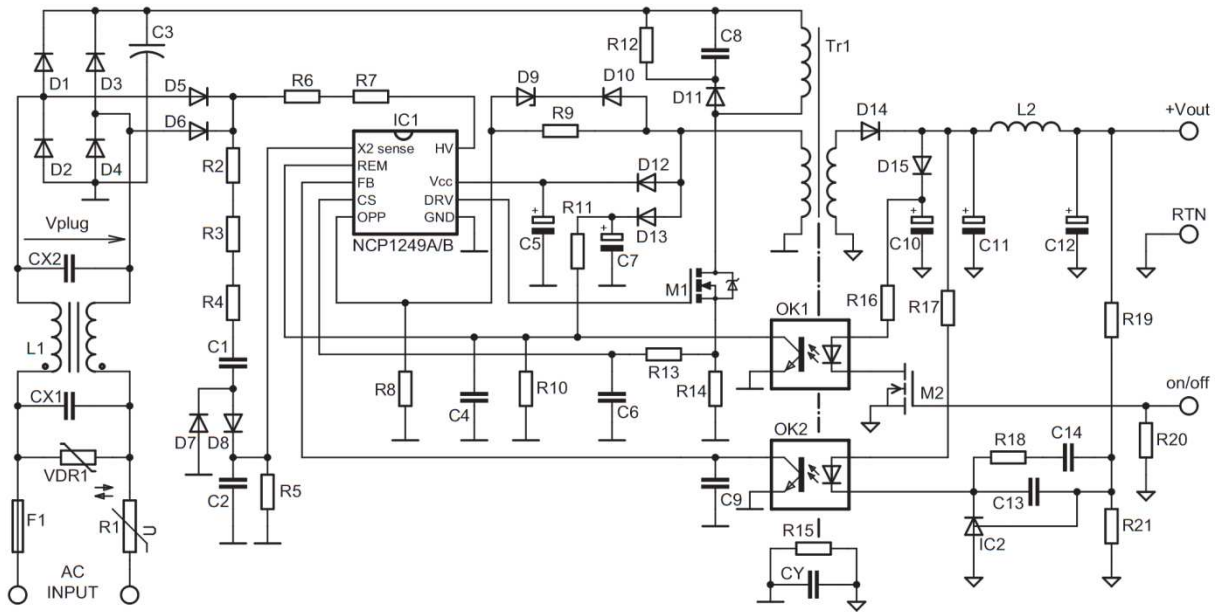 C3
R12
C8
Tr1
D1
D3
D5
R6
R7
D9
D10
D11
D14
L2
+Vout
D6
IC1
R9
D2
D4
R2
X2 sense
HV
REM
FB
Vcc
CS
DRV
OPP
GND
NCP1249A/B
D12
D15
Vplug
R3
R11
D13
C5
C7
C10
C11
C12
RTN
CX2
R4
M1
R16
R17
L1
C1
OK1
R19
CX1
R8
C4
R10
R13
C6
R14
M2
on/off
D7
D8
OK2
R18
C14
R20
VDR1
C2
R5
C9
C13
F1
R1
U
R15
IC2
R21
AC
INPUT
CY
+
+
+
+
+